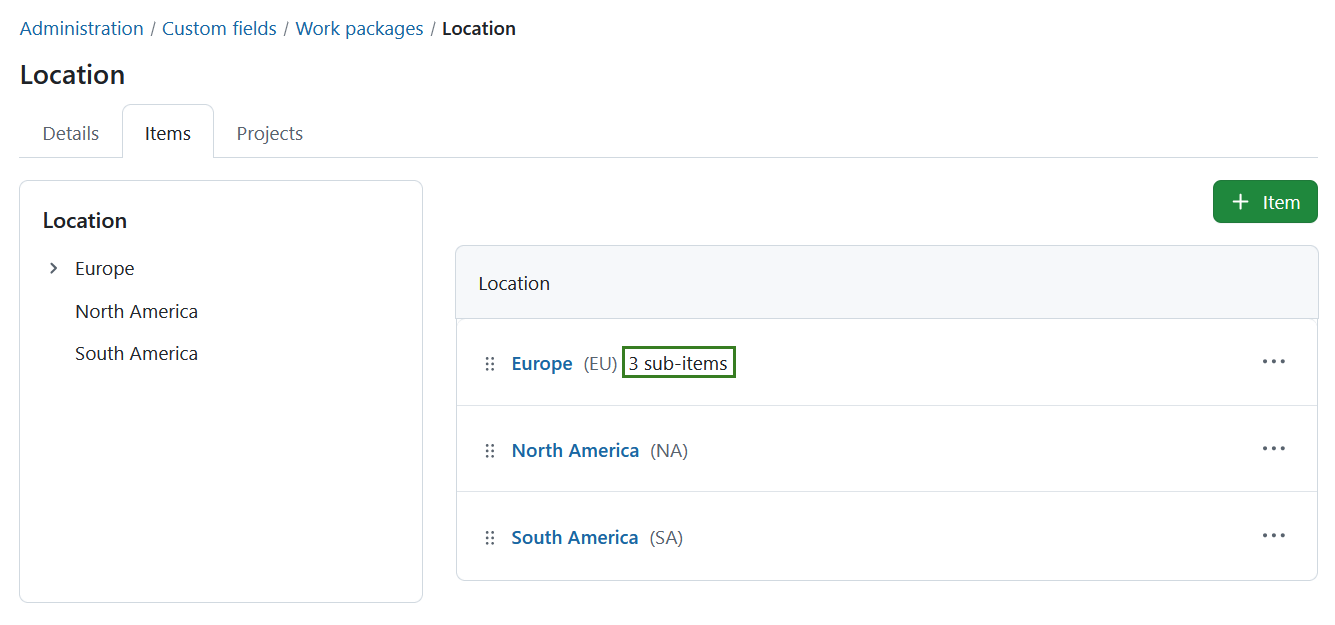 Administration / Custom fields / Work packages / Location
Location
Details Items Projects
Location
Europe
North America
South America
+ Item
Location
Europe (EU) 3 sub-items
North America (NA)
South America (SA)